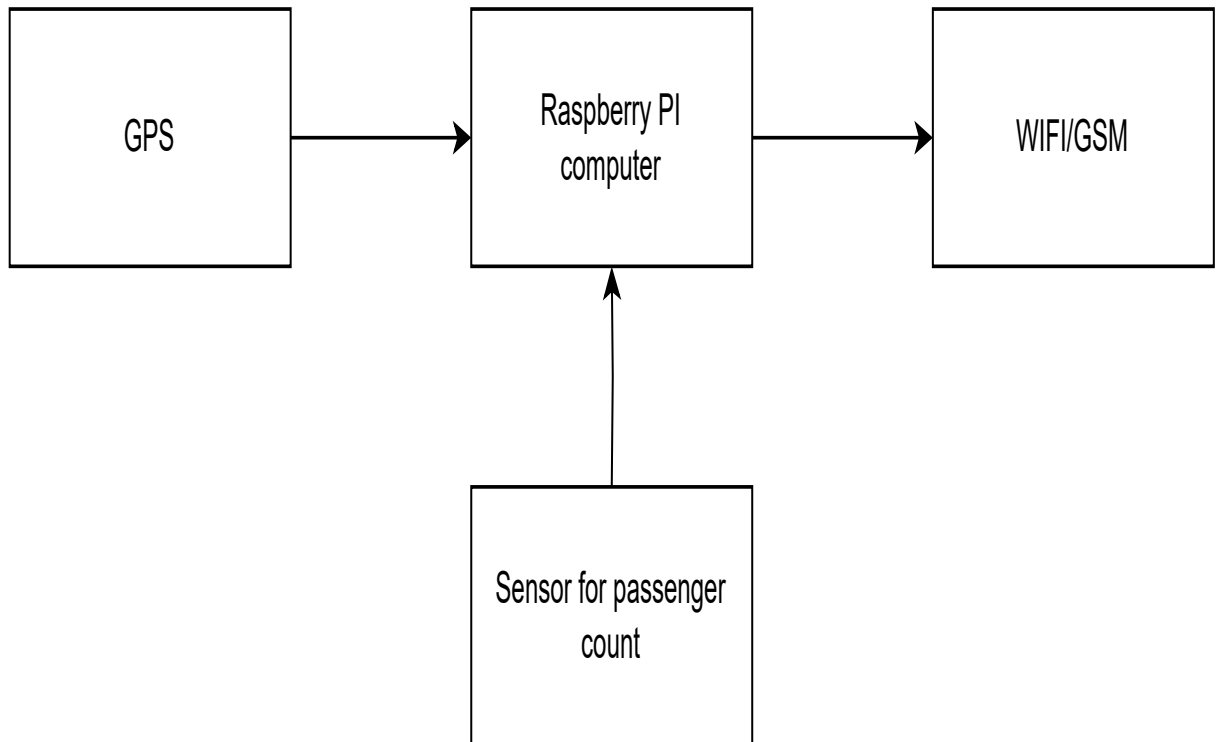 GPS
Raspberry PI
computer
WIFI/GSM
Sensor for passenger
count